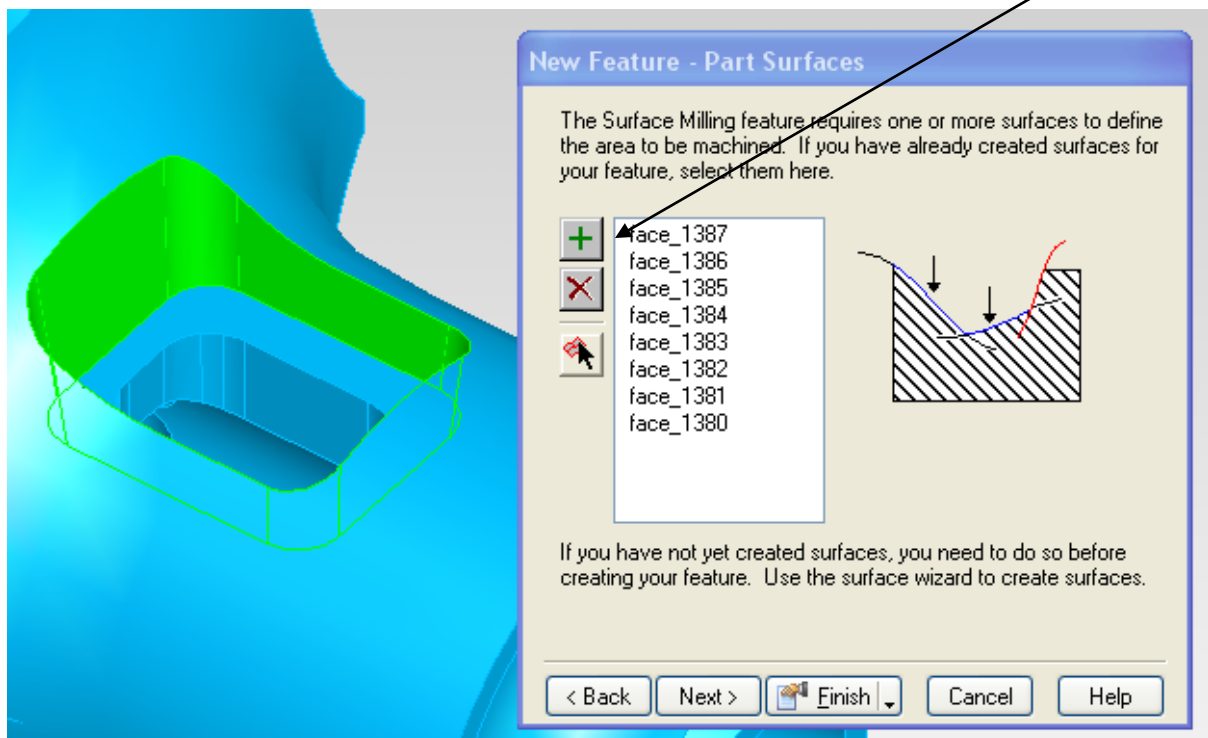 New Feature - Part Surfaces
The Surface Milling feature requires one or more surfaces to define
the area to be machined. If you have already created surfaces for
your feature, select them here.
face_1387
face_1386
face_1385
face_1384
face_1383
face_1382
face_1381
face_1380
If you have not yet created surfaces, you need to do so before
creating your feature. Use the surface wizard to create surfaces.
< Back Next > Finish Cancel Help